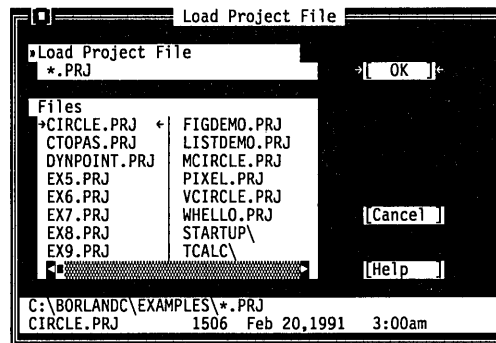 Load Project File
Load Project File
*.PRJ
[ OK ]
Files
CIRCLE.PRJ FIGDEMO.PRJ
CTOPAS.PRJ LISTDEMO.PRJ
DYNPOINT.PRJ MCIRCLE.PRJ
EX5.PRJ PIXEL.PRJ
EX6.PRJ VCIRCLE.PRJ
EX7.PRJ WHELLO.PRJ
[Cancel ]
EX8.PRJ STARTUP\
EX9.PRJ TCALC\
[Help ]
C:\BORLANDC\EXAMPLES\*.PRJ
CIRCLE.PRJ 1506 Feb 20,1991 3:00am